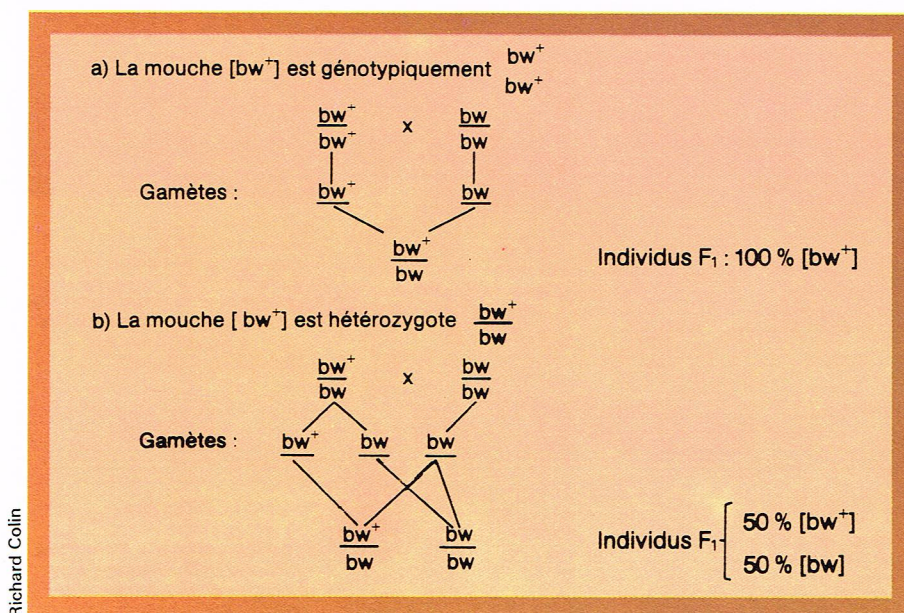 a) La mouche [bw⁺] est génotypiquement bw⁺
bw⁺
bw⁺ x bw
bw⁺ bw
Gamètes : bw⁺ bw
bw⁺
bw
Individus F₁ : 100 % [bw⁺]
b) La mouche [ bw⁺] est hétérozygote bw⁺
bw
bw⁺ x bw
bw bw
Gamètes : bw⁺ bw bw
bw⁺ bw
bw bw
Individus F₁ 50 % [bw⁺]
50 % [bw]
Richard Colin